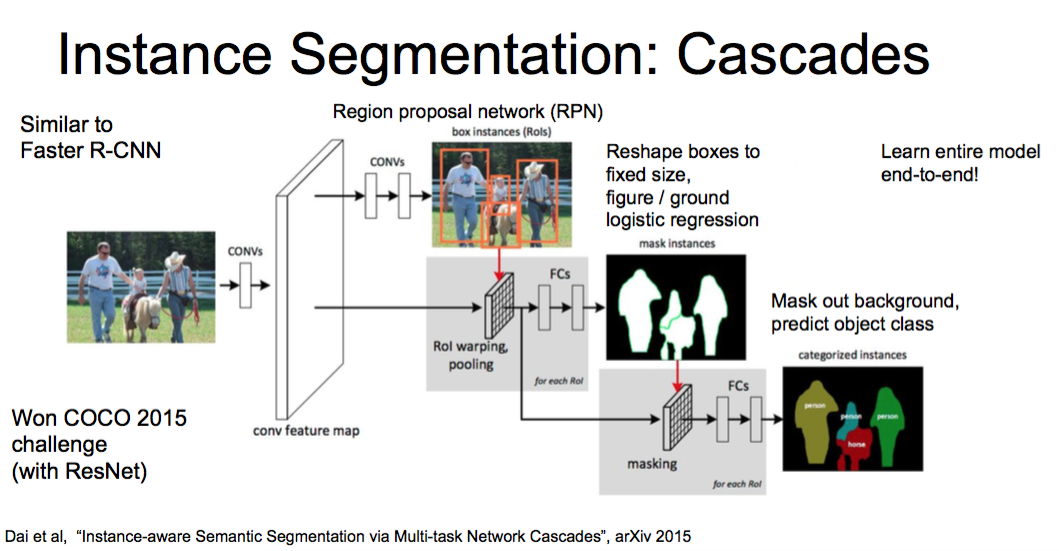 Instance Segmentation: Cascades
Similar to
Faster R-CNN
Region proposal network (RPN)
box instances (RoIs)
CONVs
Reshape boxes to
fixed size,
figure / ground
logistic regression
Learn entire model
end-to-end!
CONVs
mask instances
FCs
RoI warping,
pooling
for each RoI
Mask out background,
predict object class
categorized instances
FCs
person
person
person
horse
masking
for each RoI
conv feature map
Won COCO 2015
challenge
(with ResNet)
Dai et al, “Instance-aware Semantic Segmentation via Multi-task Network Cascades”, arXiv 2015